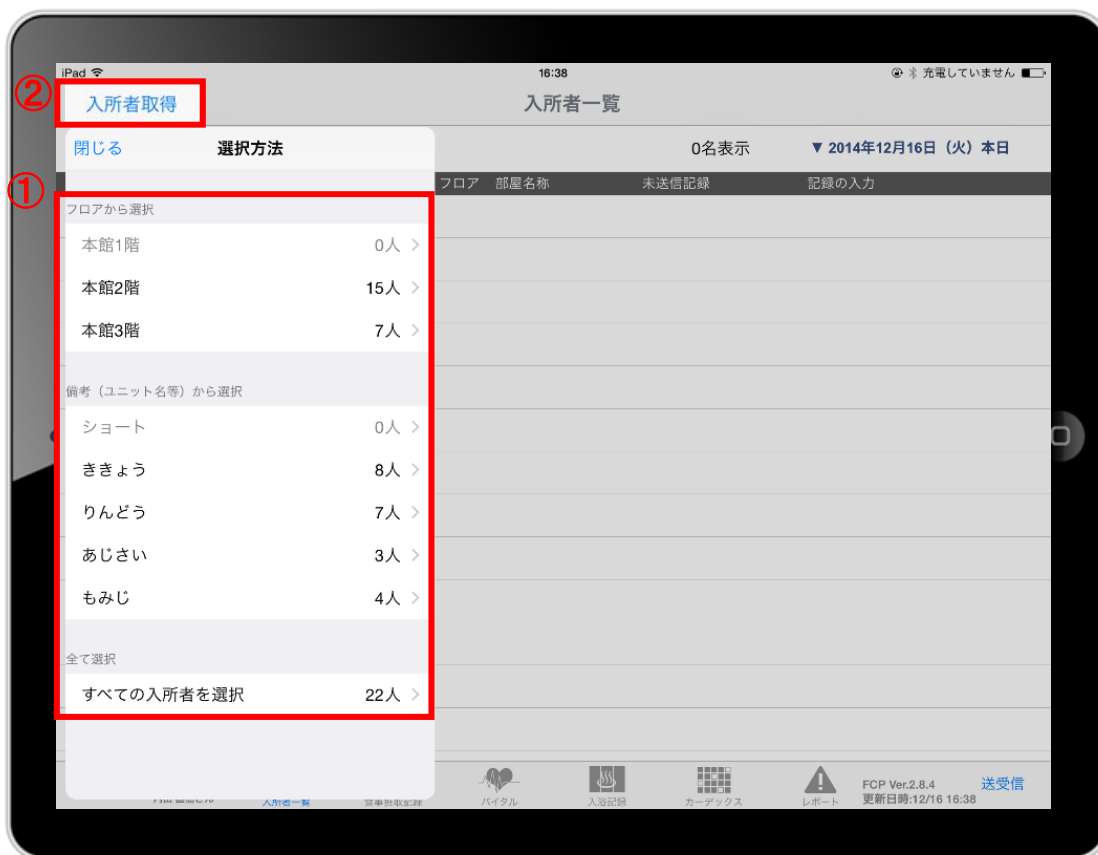 iPad 16:38 充電していません
② 入所者取得 入所者一覧
閉じる 選択方法 0名表示 ▼ 2014年12月16日（火）本日
① フロア 部屋名称 未送信記録 記録の入力
フロアから選択
本館1階 0人 >
本館2階 15人 >
本館3階 7人 >
備考（ユニット名等）から選択
ショート 0人 >
ききょう 8人 >
りんどう 7人 >
あじさい 3人 >
もみじ 4人 >
全て選択
すべての入所者を選択 22人 >
入所者一覧 食事摂取記録 バイタル 入浴記録 カーデックス レポート FCP Ver.2.8.4 送受信
更新日時:12/16 16:38